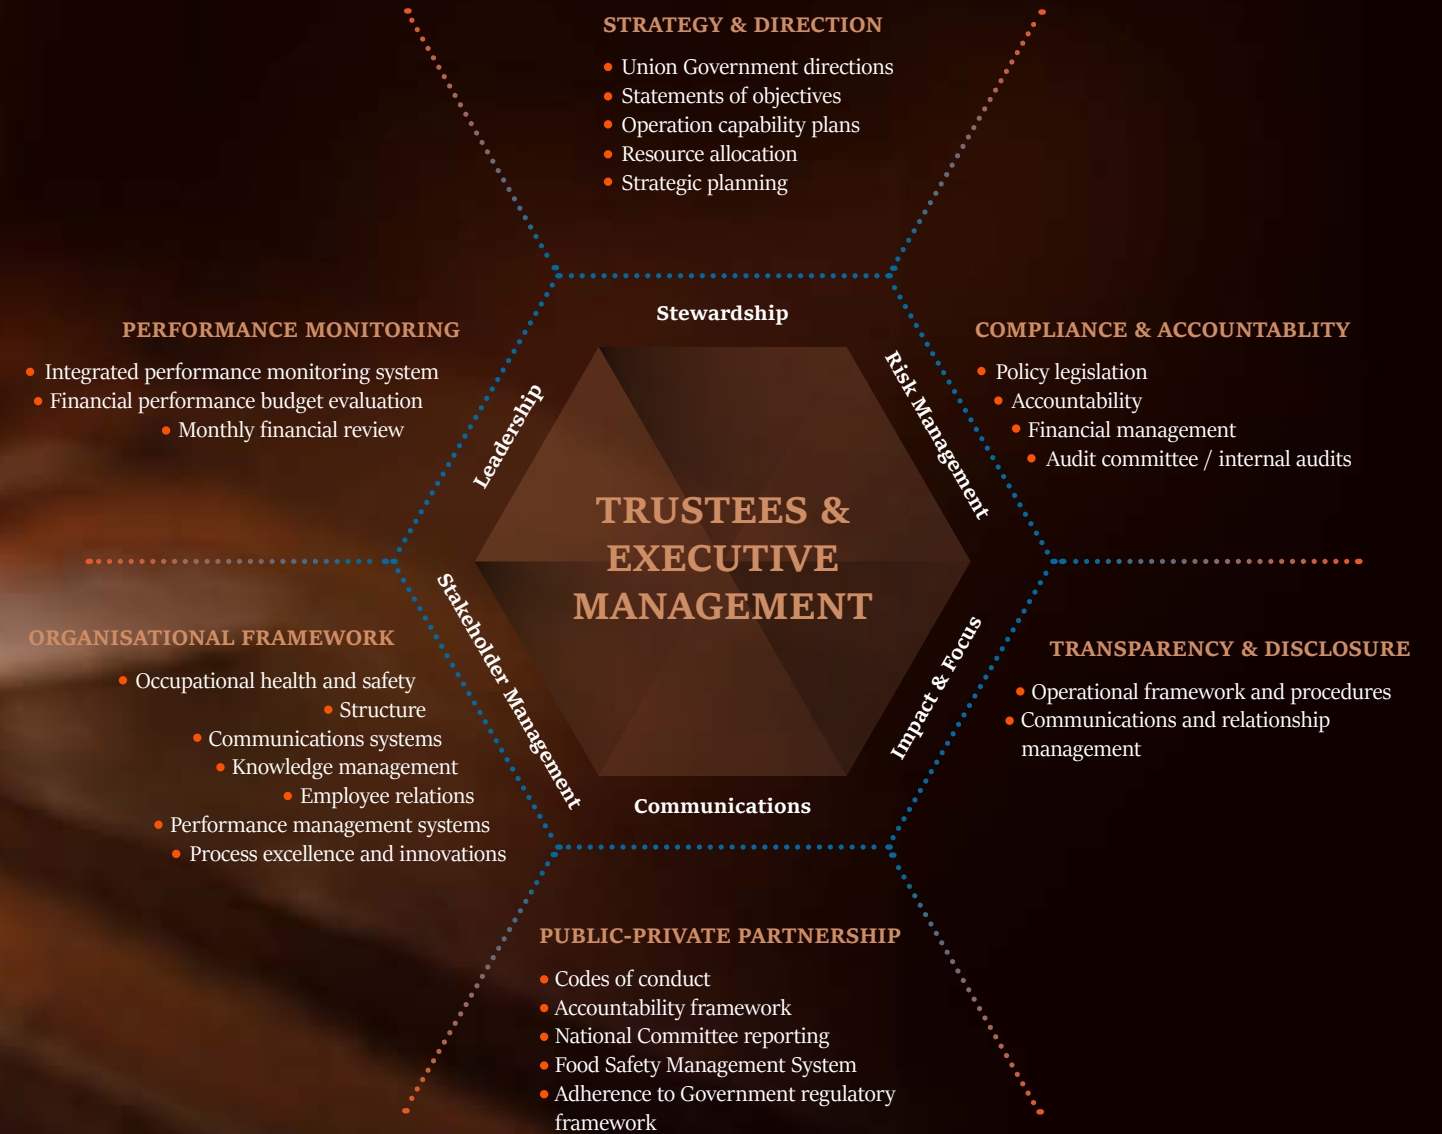 STRATEGY & DIRECTION
• Union Government directions
• Statements of objectives
• Operation capability plans
• Resource allocation
• Strategic planning
Stewardship
PERFORMANCE MONITORING
• Integrated performance monitoring system
• Financial performance budget evaluation
• Monthly financial review
Leadership
Risk Management
COMPLIANCE & ACCOUNTABLITY
• Policy legislation
• Accountability
• Financial management
• Audit committee / internal audits
TRUSTEES &
EXECUTIVE
MANAGEMENT
ORGANISATIONAL FRAMEWORK
• Occupational health and safety
• Structure
• Communications systems
• Knowledge management
• Employee relations
• Performance management systems
• Process excellence and innovations
Stakeholder Management
Impact & Focus
TRANSPARENCY & DISCLOSURE
• Operational framework and procedures
• Communications and relationship
management
Communications
PUBLIC-PRIVATE PARTNERSHIP
• Codes of conduct
• Accountability framework
• National Committee reporting
• Food Safety Management System
• Adherence to Government regulatory
framework